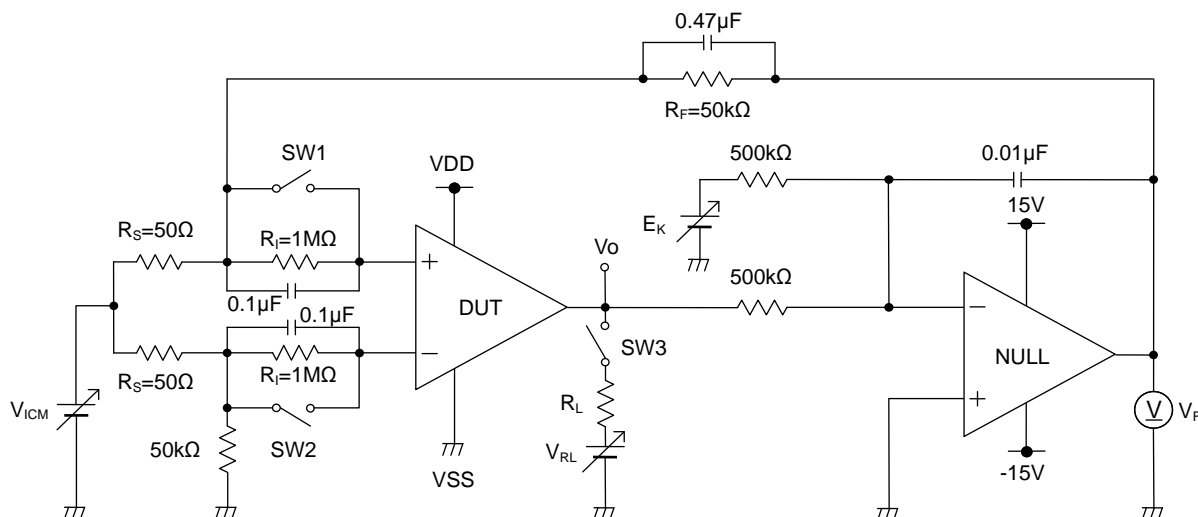 0.47µF
RF=50kΩ
SW1
VDD
500kΩ
0.01µF
15V
EK
RS=50Ω
RI=1MΩ
Vo
0.1µF
0.1µF
DUT
500kΩ
SW3
NULL
RS=50Ω
RI=1MΩ
VICM
SW2
50kΩ
VSS
RL
VRL
-15V
V
VF
+
−
−
+